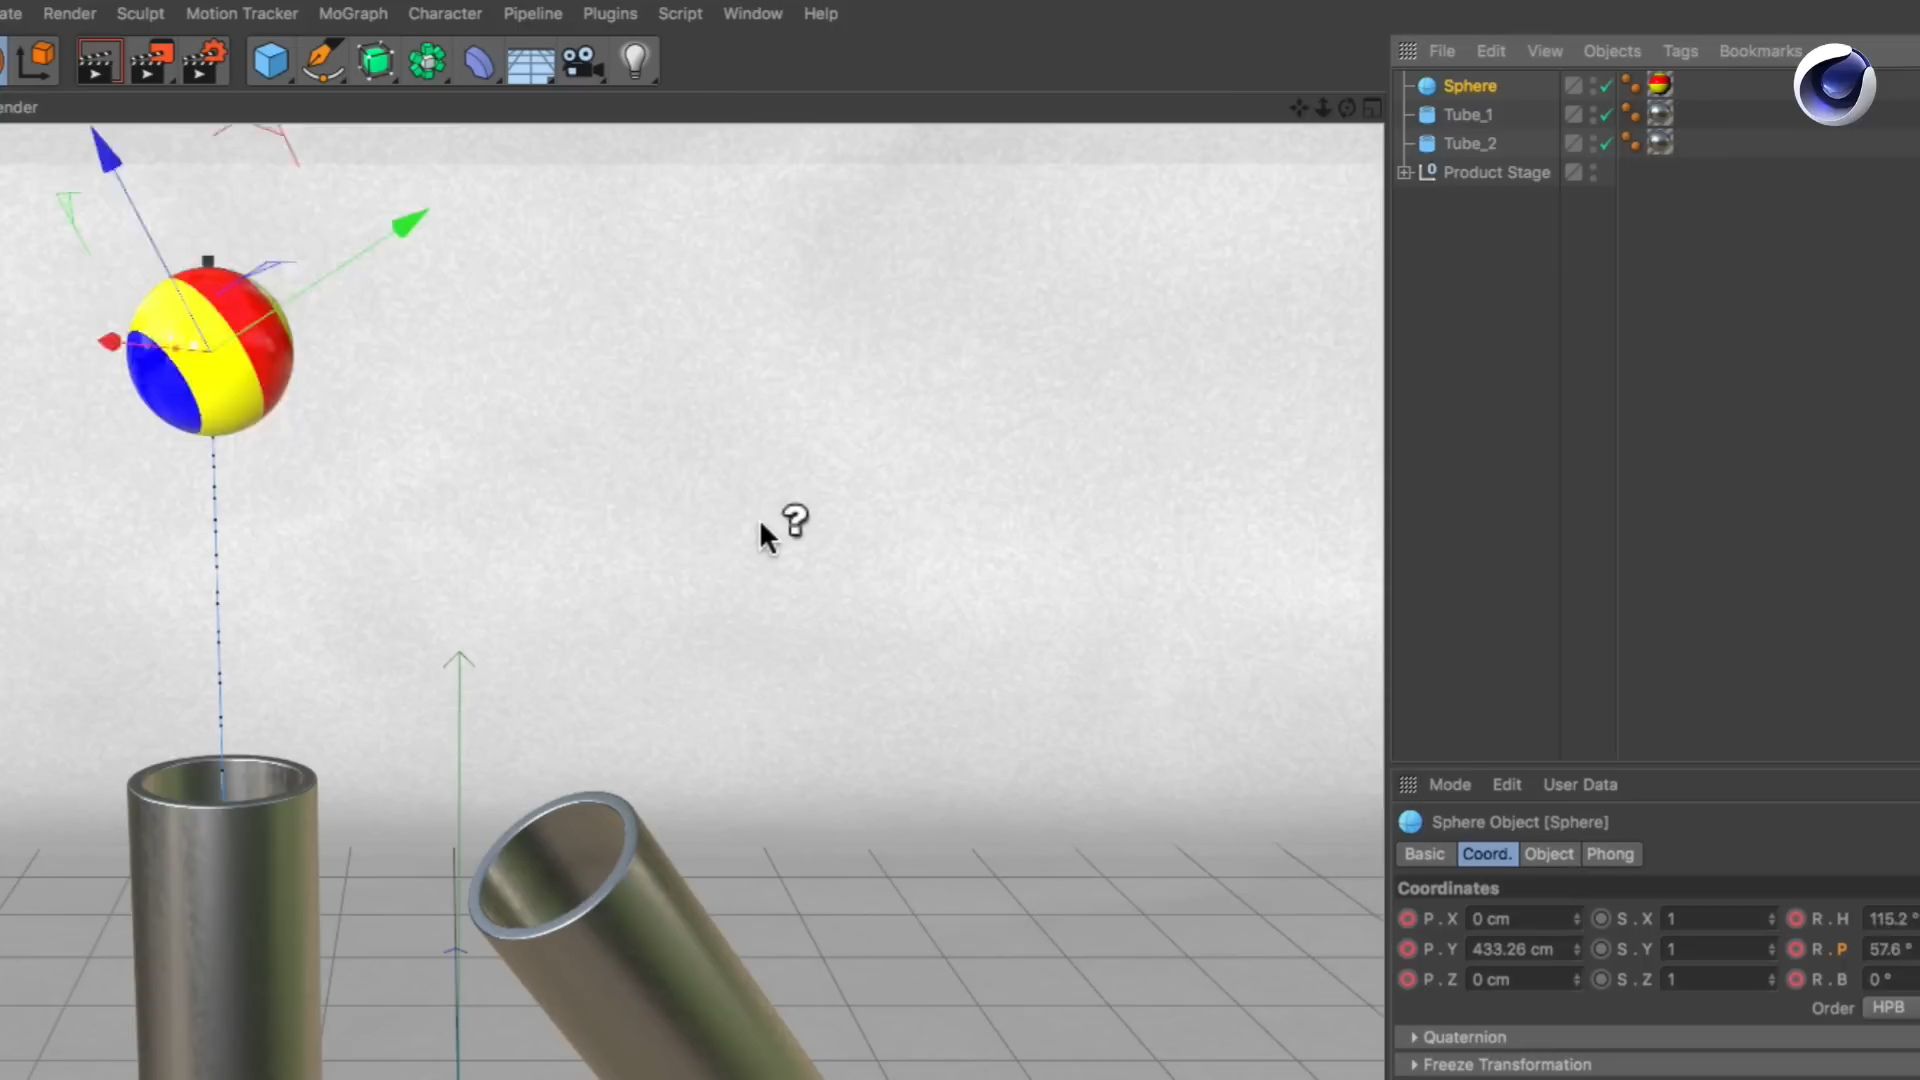 ate Render Sculpt Motion Tracker MoGraph Character Pipeline Plugins Script Window Help
ender
File Edit View Objects Tags Bookmarks
Sphere
Tube_1
Tube_2
Product Stage
?
Mode Edit User Data
Sphere Object [Sphere]
Basic Coord. Object Phong
Coordinates
P . X 0 cm S . X 1 R . H 115.2 °
P . Y 433.26 cm S . Y 1 R . P 57.6 °
P . Z 0 cm S . Z 1 R . B 0 °
Order HPB
Quaternion
Freeze Transformation